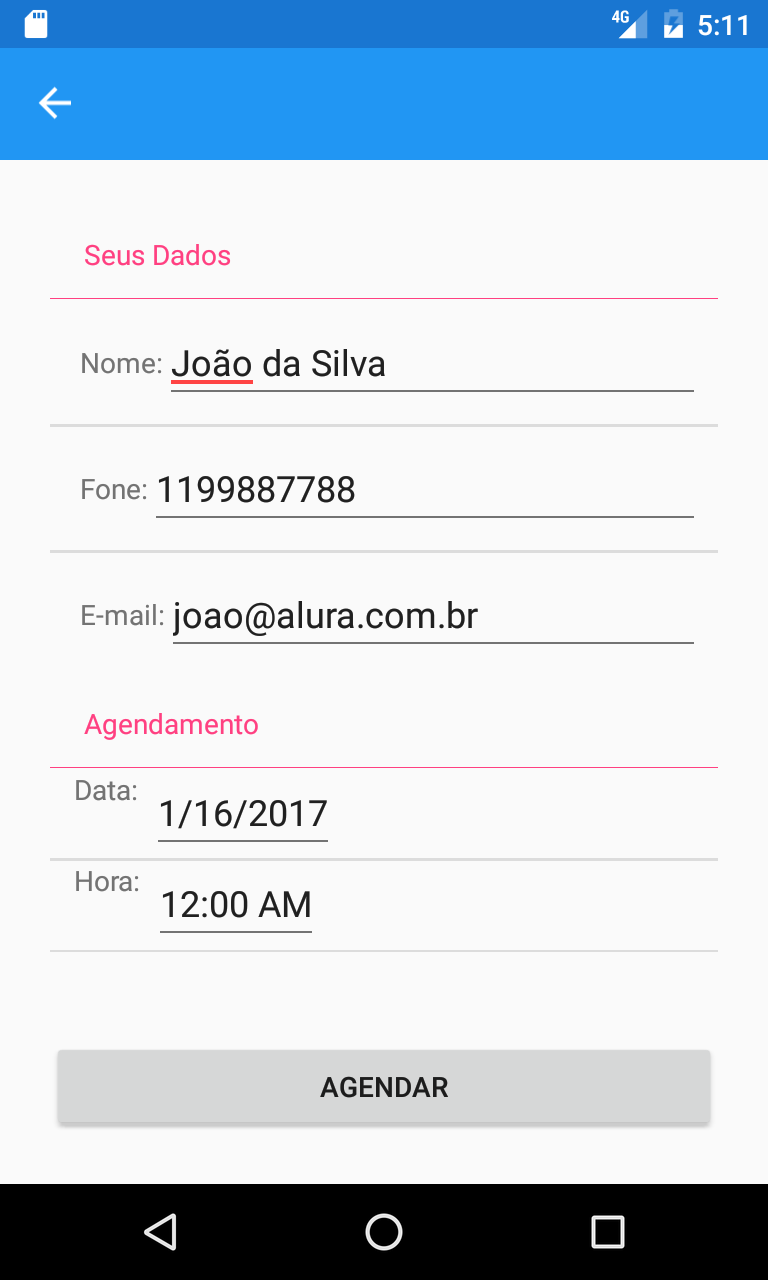 4G 5:11
Seus Dados
Nome: João da Silva
Fone: 1199887788
E-mail: joao@alura.com.br
Agendamento
Data: 1/16/2017
Hora: 12:00 AM
AGENDAR